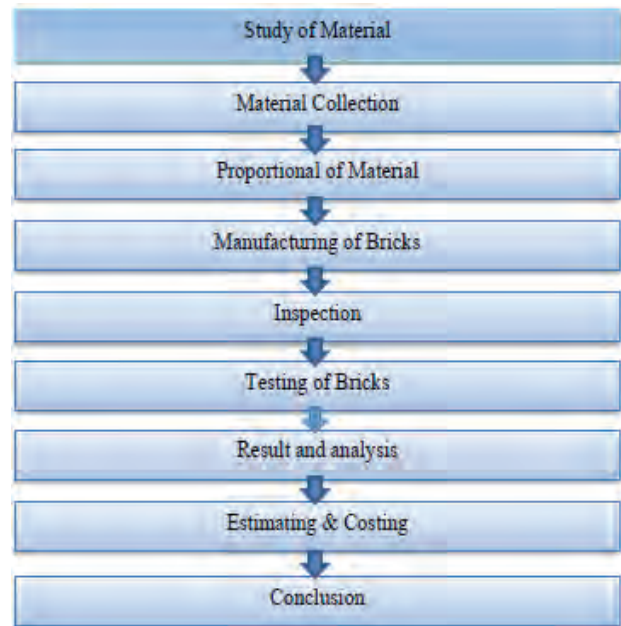 Study of Material
Material Collection
Proportional of Material
Manufacturing of Bricks
Inspection
Testing of Bricks
Result and analysis
Estimating & Costing
Conclusion